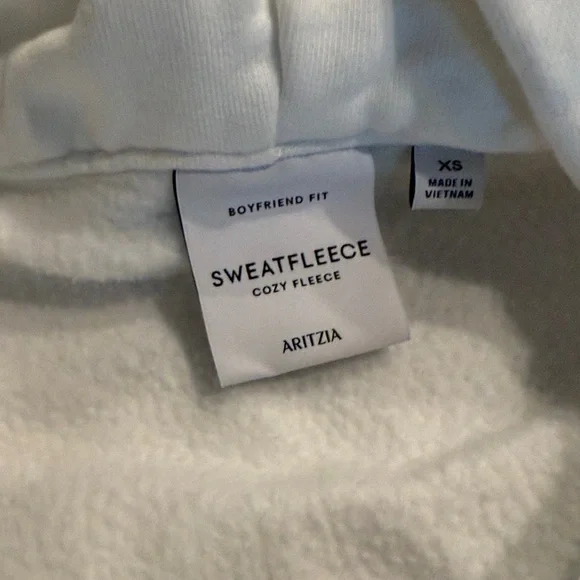 BOYFRIEND FIT
SWEATFLEECE
COZY FLEECE
ARITZIA
XS
MADE IN
VIETNAM